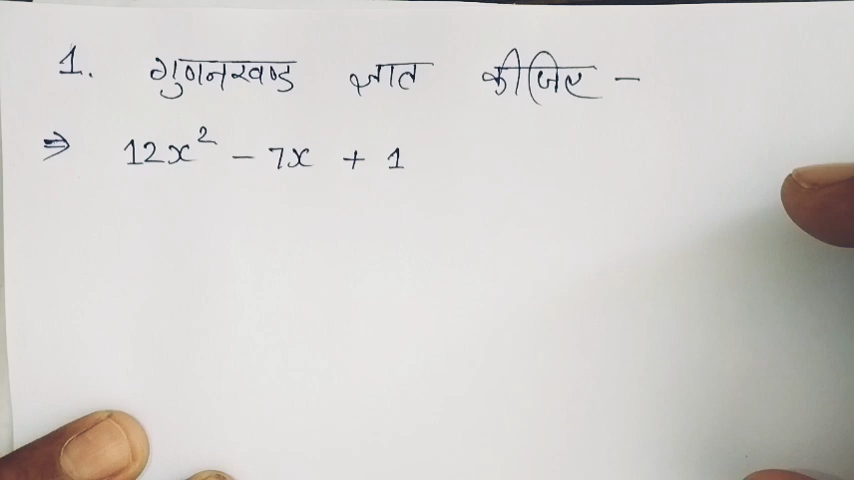 1. गुणनखण्ड ज्ञात कीजिए -
⇒ 12x² - 7x + 1